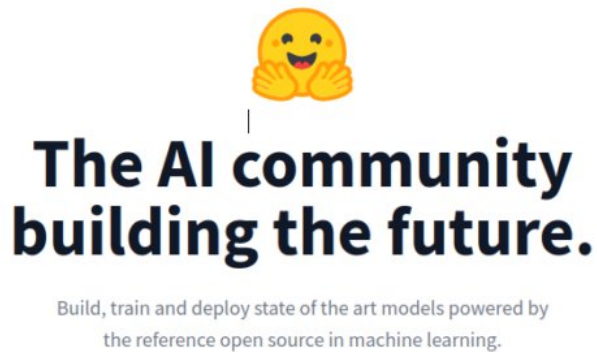 The AI community
building the future.
Build, train and deploy state of the art models powered by
the reference open source in machine learning.